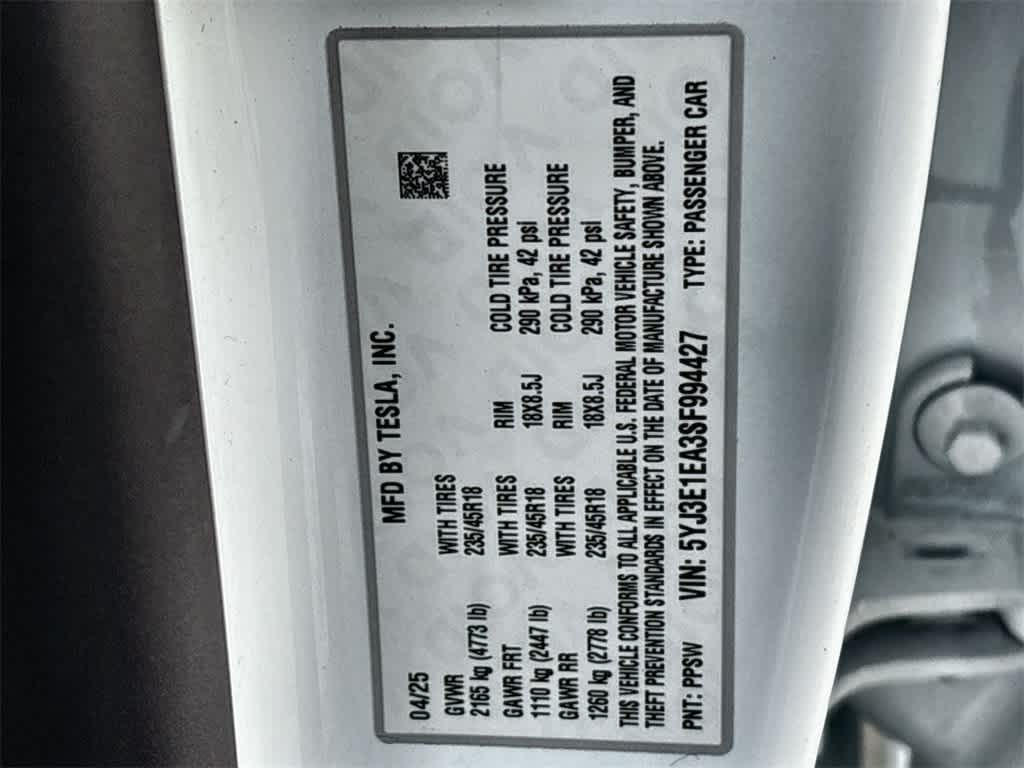 MFD BY TESLA, INC.
04/25
GVWR WITH TIRES
2165 kg (4773 lb) 235/45R18
GAWR FRT WITH TIRES RIM COLD TIRE PRESSURE
1110 kg (2447 lb) 235/45R18 18X8.5J 290 kPa, 42 psi
GAWR RR WITH TIRES RIM COLD TIRE PRESSURE
1260 kg (2778 lb) 235/45R18 18X8.5J 290 kPa, 42 psi
THIS VEHICLE CONFORMS TO ALL APPLICABLE U.S. FEDERAL MOTOR VEHICLE SAFETY, BUMPER, AND
THEFT PREVENTION STANDARDS IN EFFECT ON THE DATE OF MANUFACTURE SHOWN ABOVE.
PNT: PPSW VIN: 5YJ3E1EA3SF994427 TYPE: PASSENGER CAR